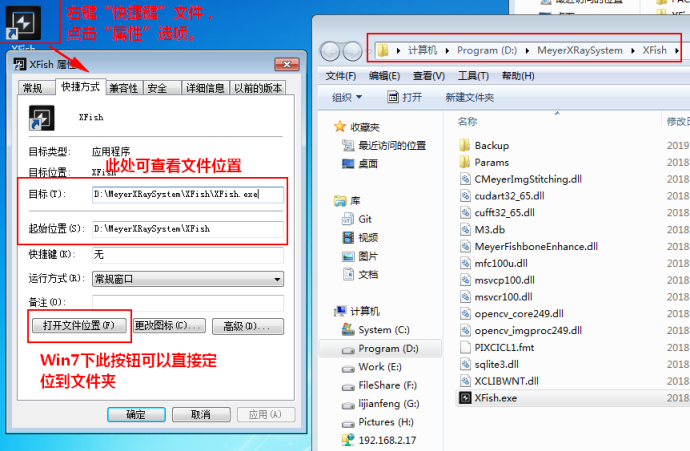 右键“快捷键”文件，
点击“属性”选项。
XFish
XFish 属性
常规
快捷方式
兼容性
安全
详细信息
以前的版本
XFish
目标类型:
应用程序
此处可查看文件位置
目标位置:
XFish
目标(T):
D:\MeyerXRaySystem\XFish\XFish.exe
起始位置(S):
D:\MeyerXRaySystem\XFish
快捷键(K):
无
运行方式(R):
常规窗口
备注(O):
打开文件位置(F)
更改图标(C)...
高级(D)...
Win7下此按钮可以直接定
位到文件夹
确定
取消
应用(A)
计算机
Program (D:)
MeyerXRaySystem
XFish
文件(F)
编辑(E)
查看(V)
工具(T)
帮助(H)
组织
打开
新建文件夹
收藏夹
最近访问的位置
桌面
库
Git
视频
图片
文档
计算机
System (C:)
Program (D:)
Work (E:)
FileShare (F:)
lijianfeng (G:)
Pictures (H:)
192.168.2.17
名称
修改日
Backup
2019
Params
2018
CMeyerImgStitching.dll
2018
cudart32_65.dll
2018
cufft32_65.dll
2018
M3.db
2018
MeyerFishboneEnhance.dll
2018
mfc100u.dll
2018
msvcp100.dll
2018
msvcr100.dll
2018
opencv_core249.dll
2018
opencv_imgproc249.dll
2018
PIXCICL1.fmt
2018
sqlite3.dll
2018
XCLIBWNT.dll
2018
XFish.exe
2018